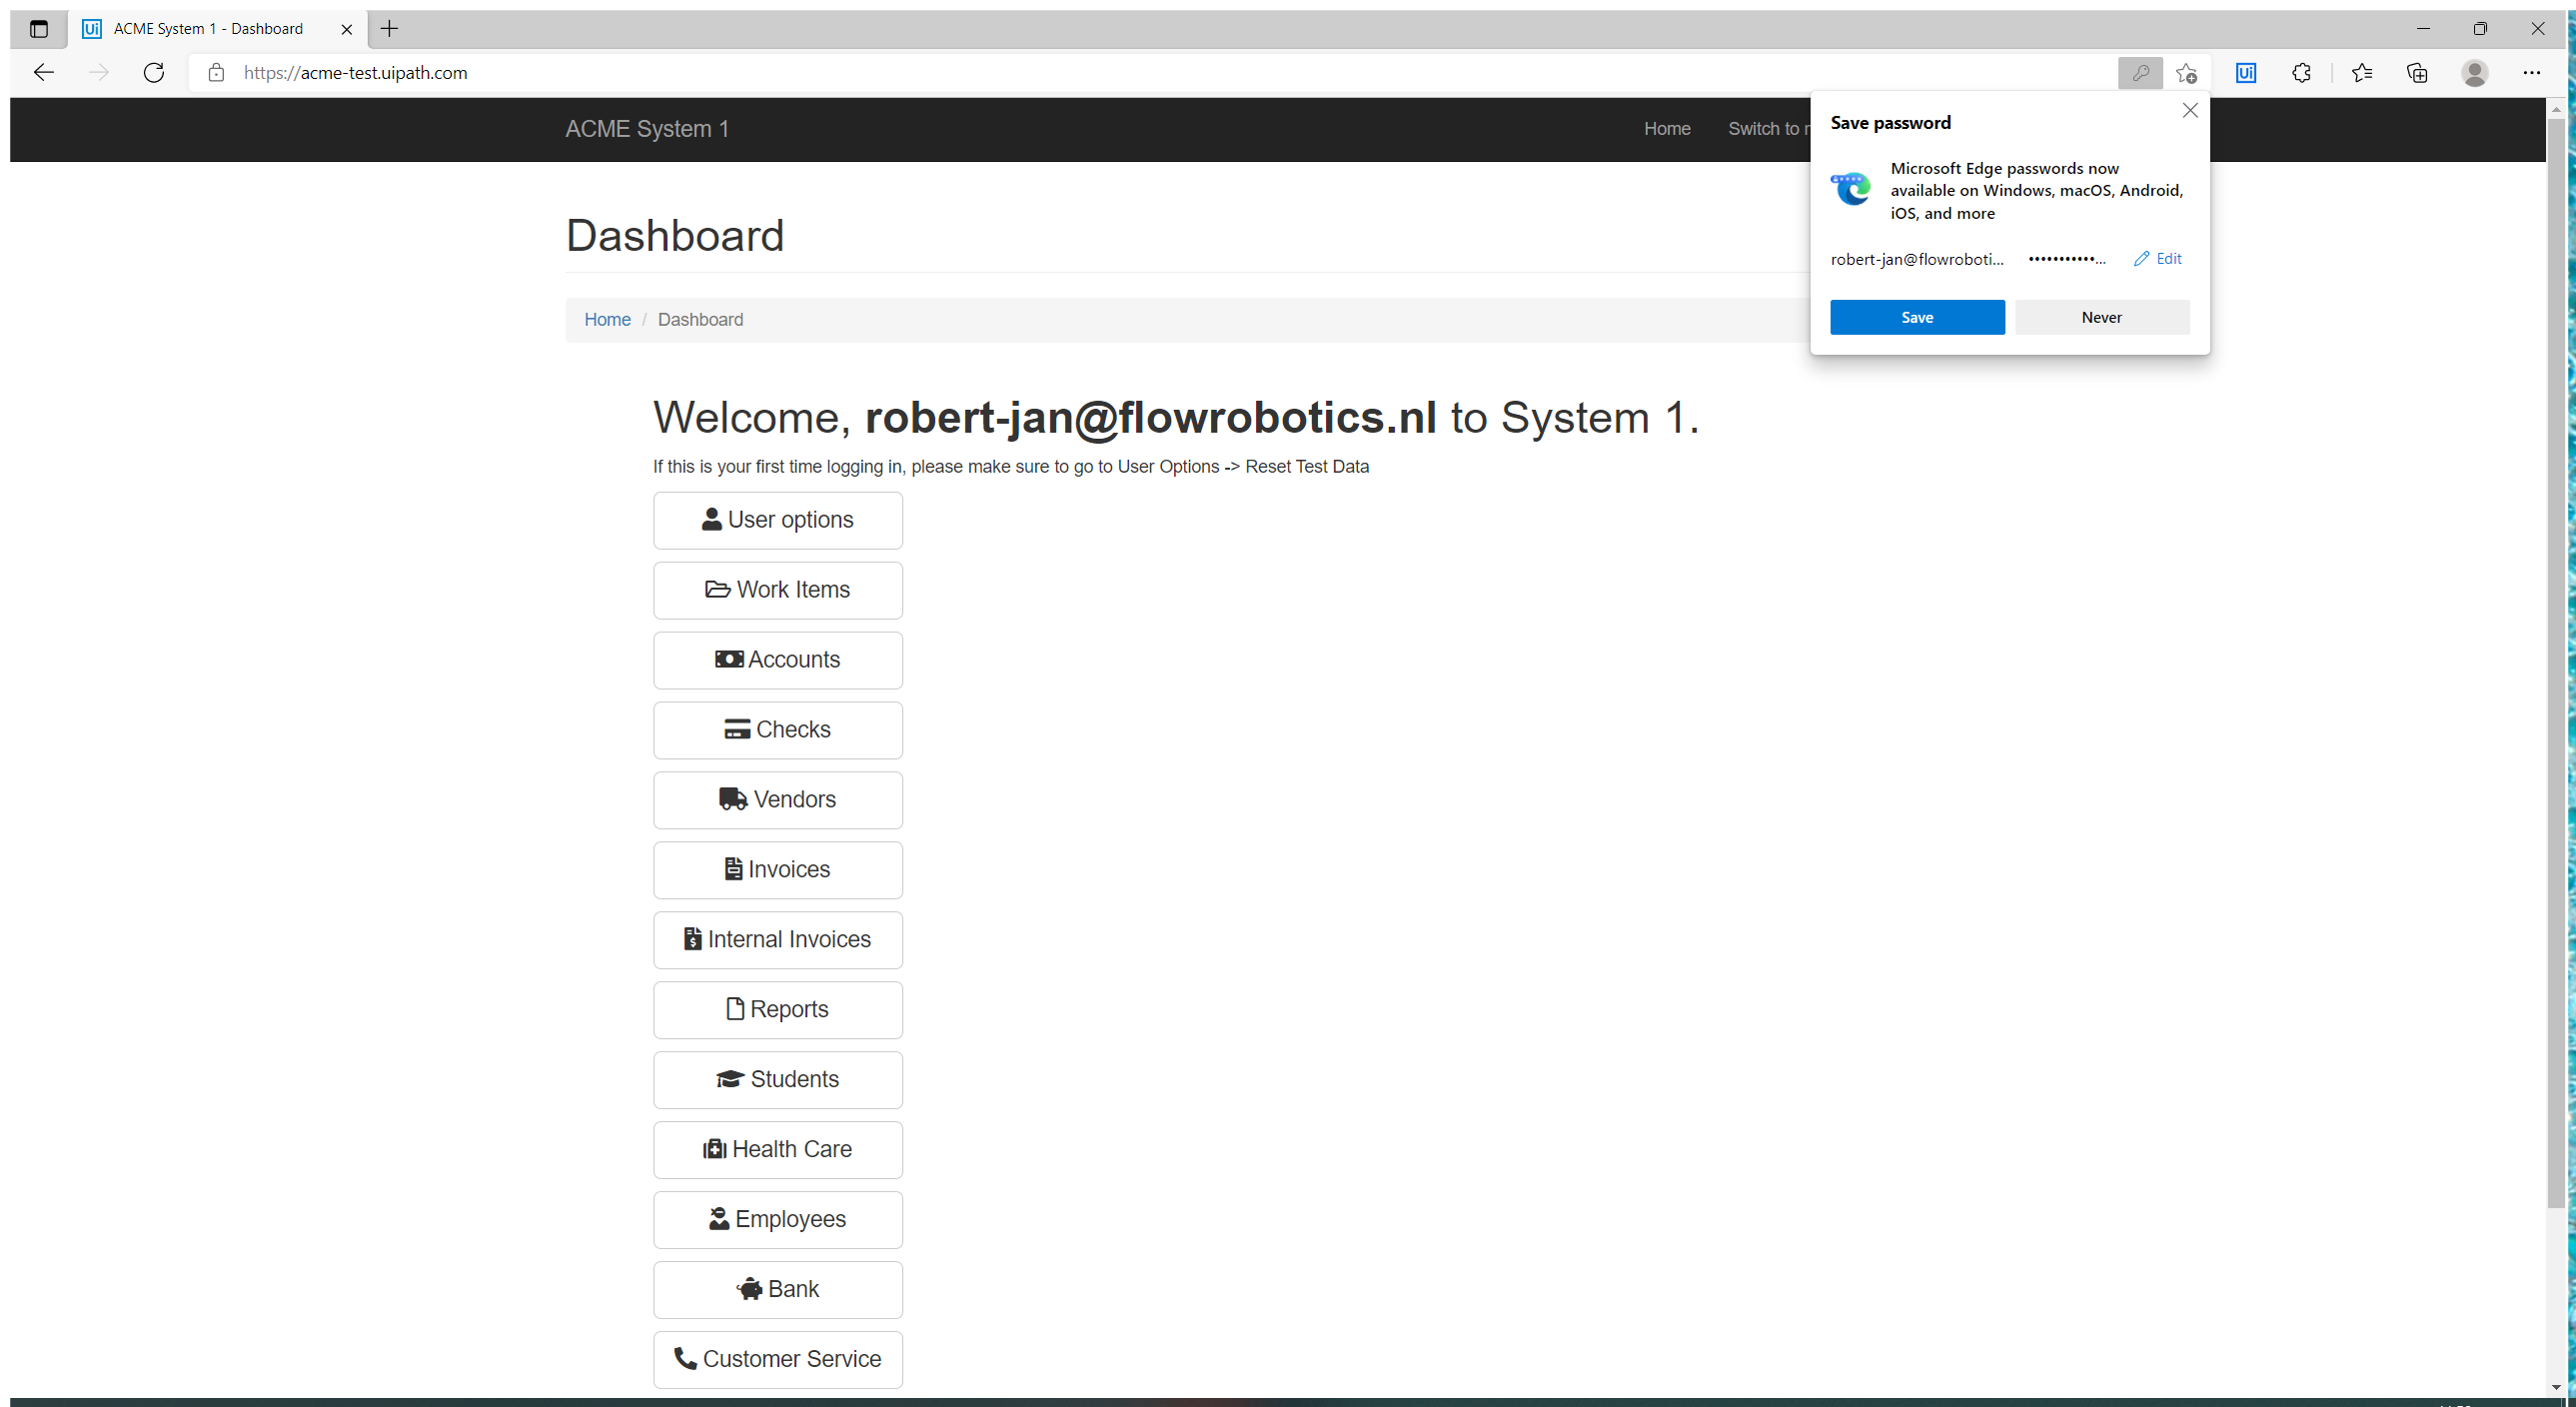 ACME System 1 - Dashboard
https://acme-test.uipath.com
ACME System 1
Home
Switch to
Save password
Microsoft Edge passwords now
available on Windows, macOS, Android,
iOS, and more
robert-jan@flowroboti... ••••••••••• ... Edit
Save
Never
Dashboard
Home / Dashboard
Welcome, robert-jan@flowrobotics.nl to System 1.
If this is your first time logging in, please make sure to go to User Options -> Reset Test Data
User options
Work Items
Accounts
Checks
Vendors
Invoices
Internal Invoices
Reports
Students
Health Care
Employees
Bank
Customer Service